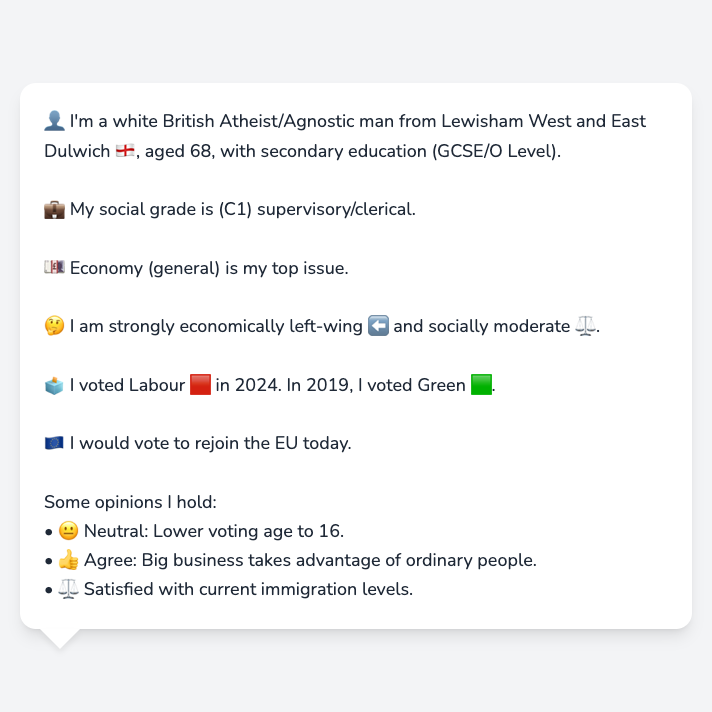 👤 I'm a white British Atheist/Agnostic man from Lewisham West and East
Dulwich 🏴󠁧󠁢󠁥󠁮󠁧󠁿, aged 68, with secondary education (GCSE/O Level).
💼 My social grade is (C1) supervisory/clerical.
💷 Economy (general) is my top issue.
🤔 I am strongly economically left-wing ⬅️ and socially moderate ⚖️.
🗳️ I voted Labour 🟥 in 2024. In 2019, I voted Green 🟩.
🇪🇺 I would vote to rejoin the EU today.
Some opinions I hold:
• 😐 Neutral: Lower voting age to 16.
• 👍 Agree: Big business takes advantage of ordinary people.
• ⚖️ Satisfied with current immigration levels.